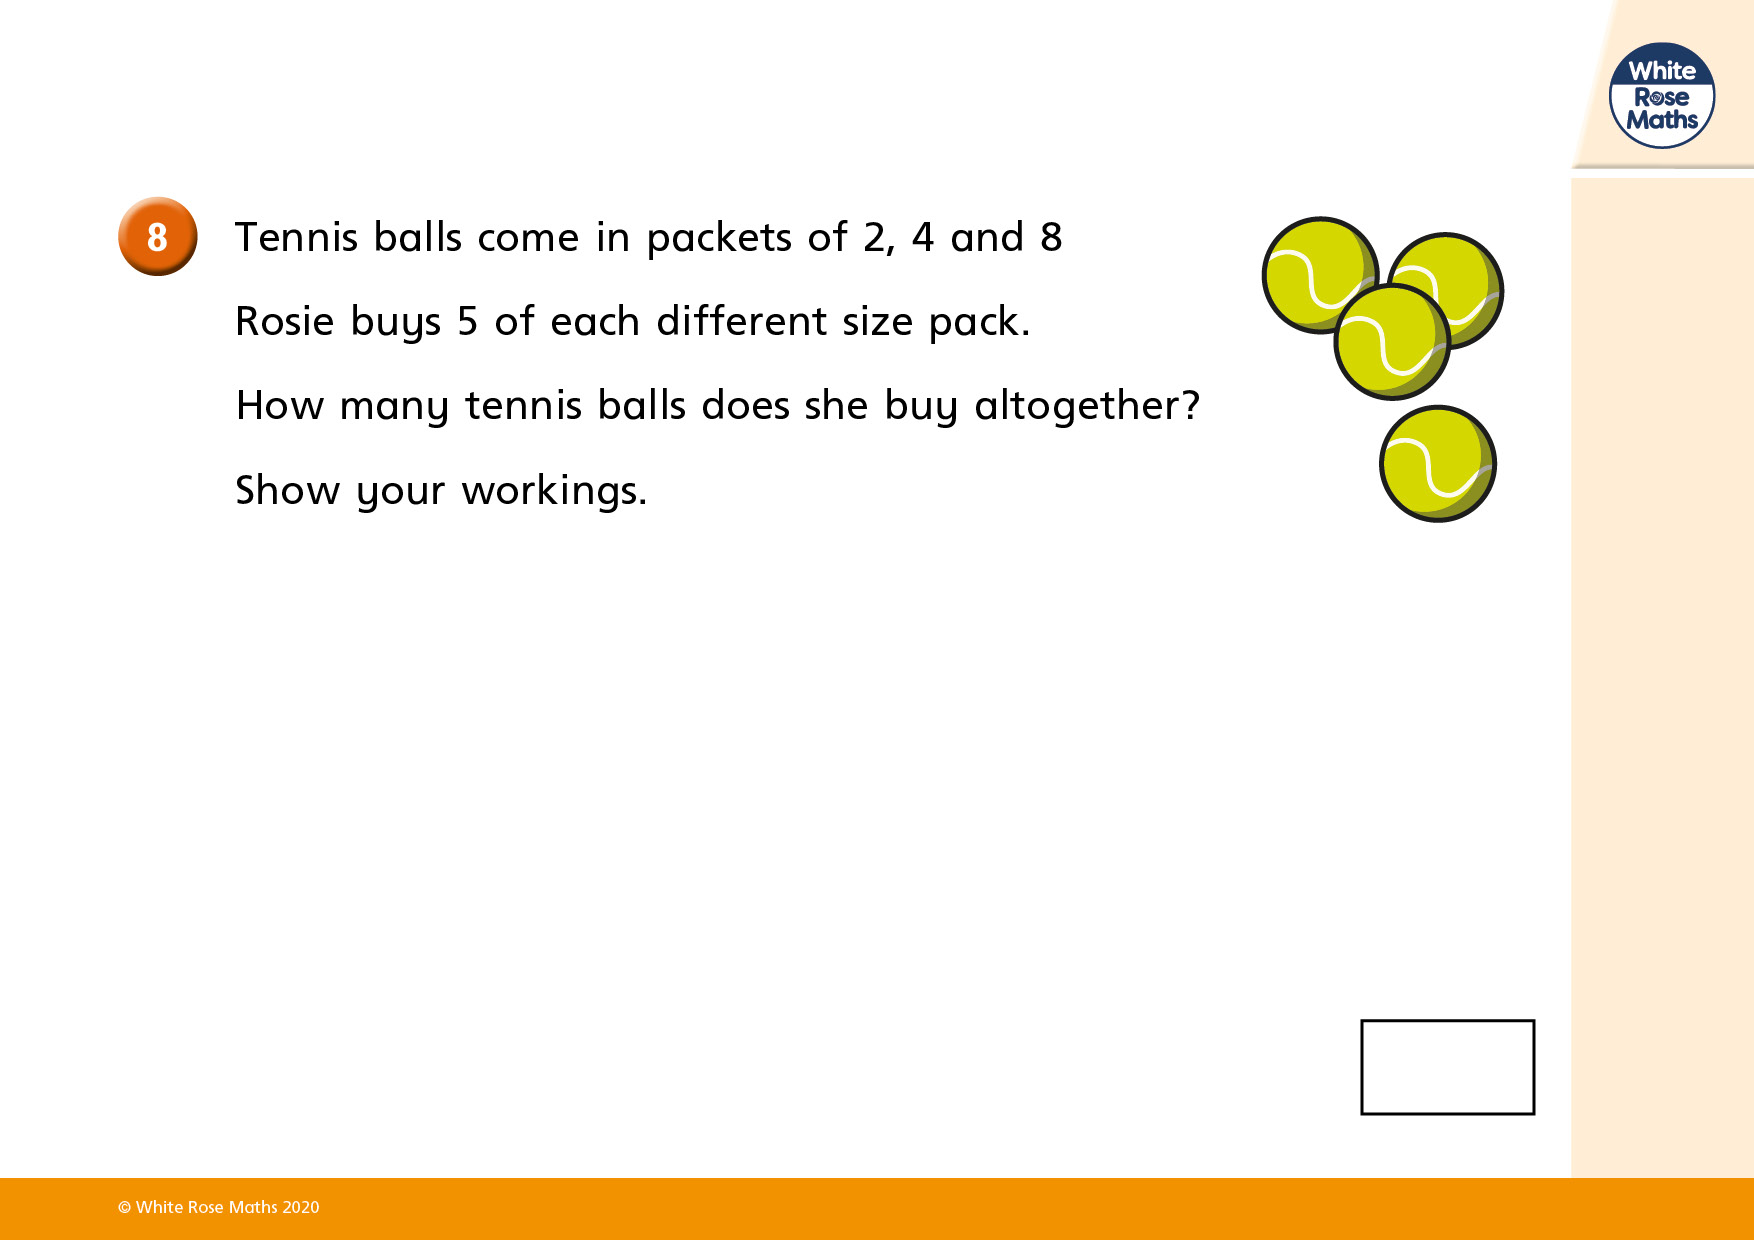 White
Rose
Maths
8 Tennis balls come in packets of 2, 4 and 8
Rosie buys 5 of each different size pack.
How many tennis balls does she buy altogether?
Show your workings.
© White Rose Maths 2020